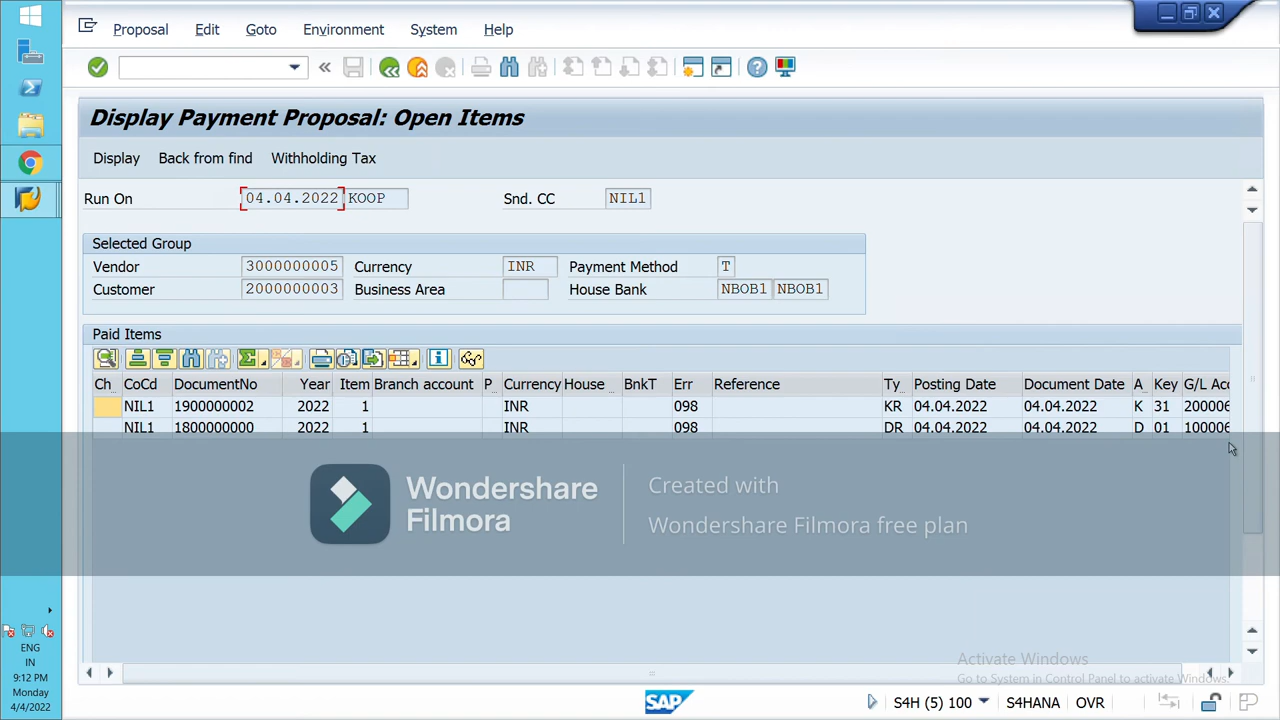 Proposal Edit Goto Environment System Help
Display Payment Proposal: Open Items
Display Back from find Withholding Tax
Run On 04.04.2022 KOOP Snd. CC NIL1
Selected Group
Vendor 3000000005 Currency INR Payment Method T
Customer 2000000003 Business Area House Bank NBOB1 NBOB1
Paid Items
Ch CoCd DocumentNo Year Item Branch account P Currency House BnkT Err Reference Ty Posting Date Document Date A Key G/L Acc
NIL1 1900000002 2022 1 INR 098 KR 04.04.2022 04.04.2022 K 31 200006
NIL1 1800000000 2022 1 INR 098 DR 04.04.2022 04.04.2022 D 01 100006
Wondershare
Filmora
Created with
Wondershare Filmora free plan
Activate Windows
Go to System in Control Panel to activate Windows.
SAP S4H (5) 100 S4HANA OVR
ENG
IN
9:12 PM
Monday
4/4/2022